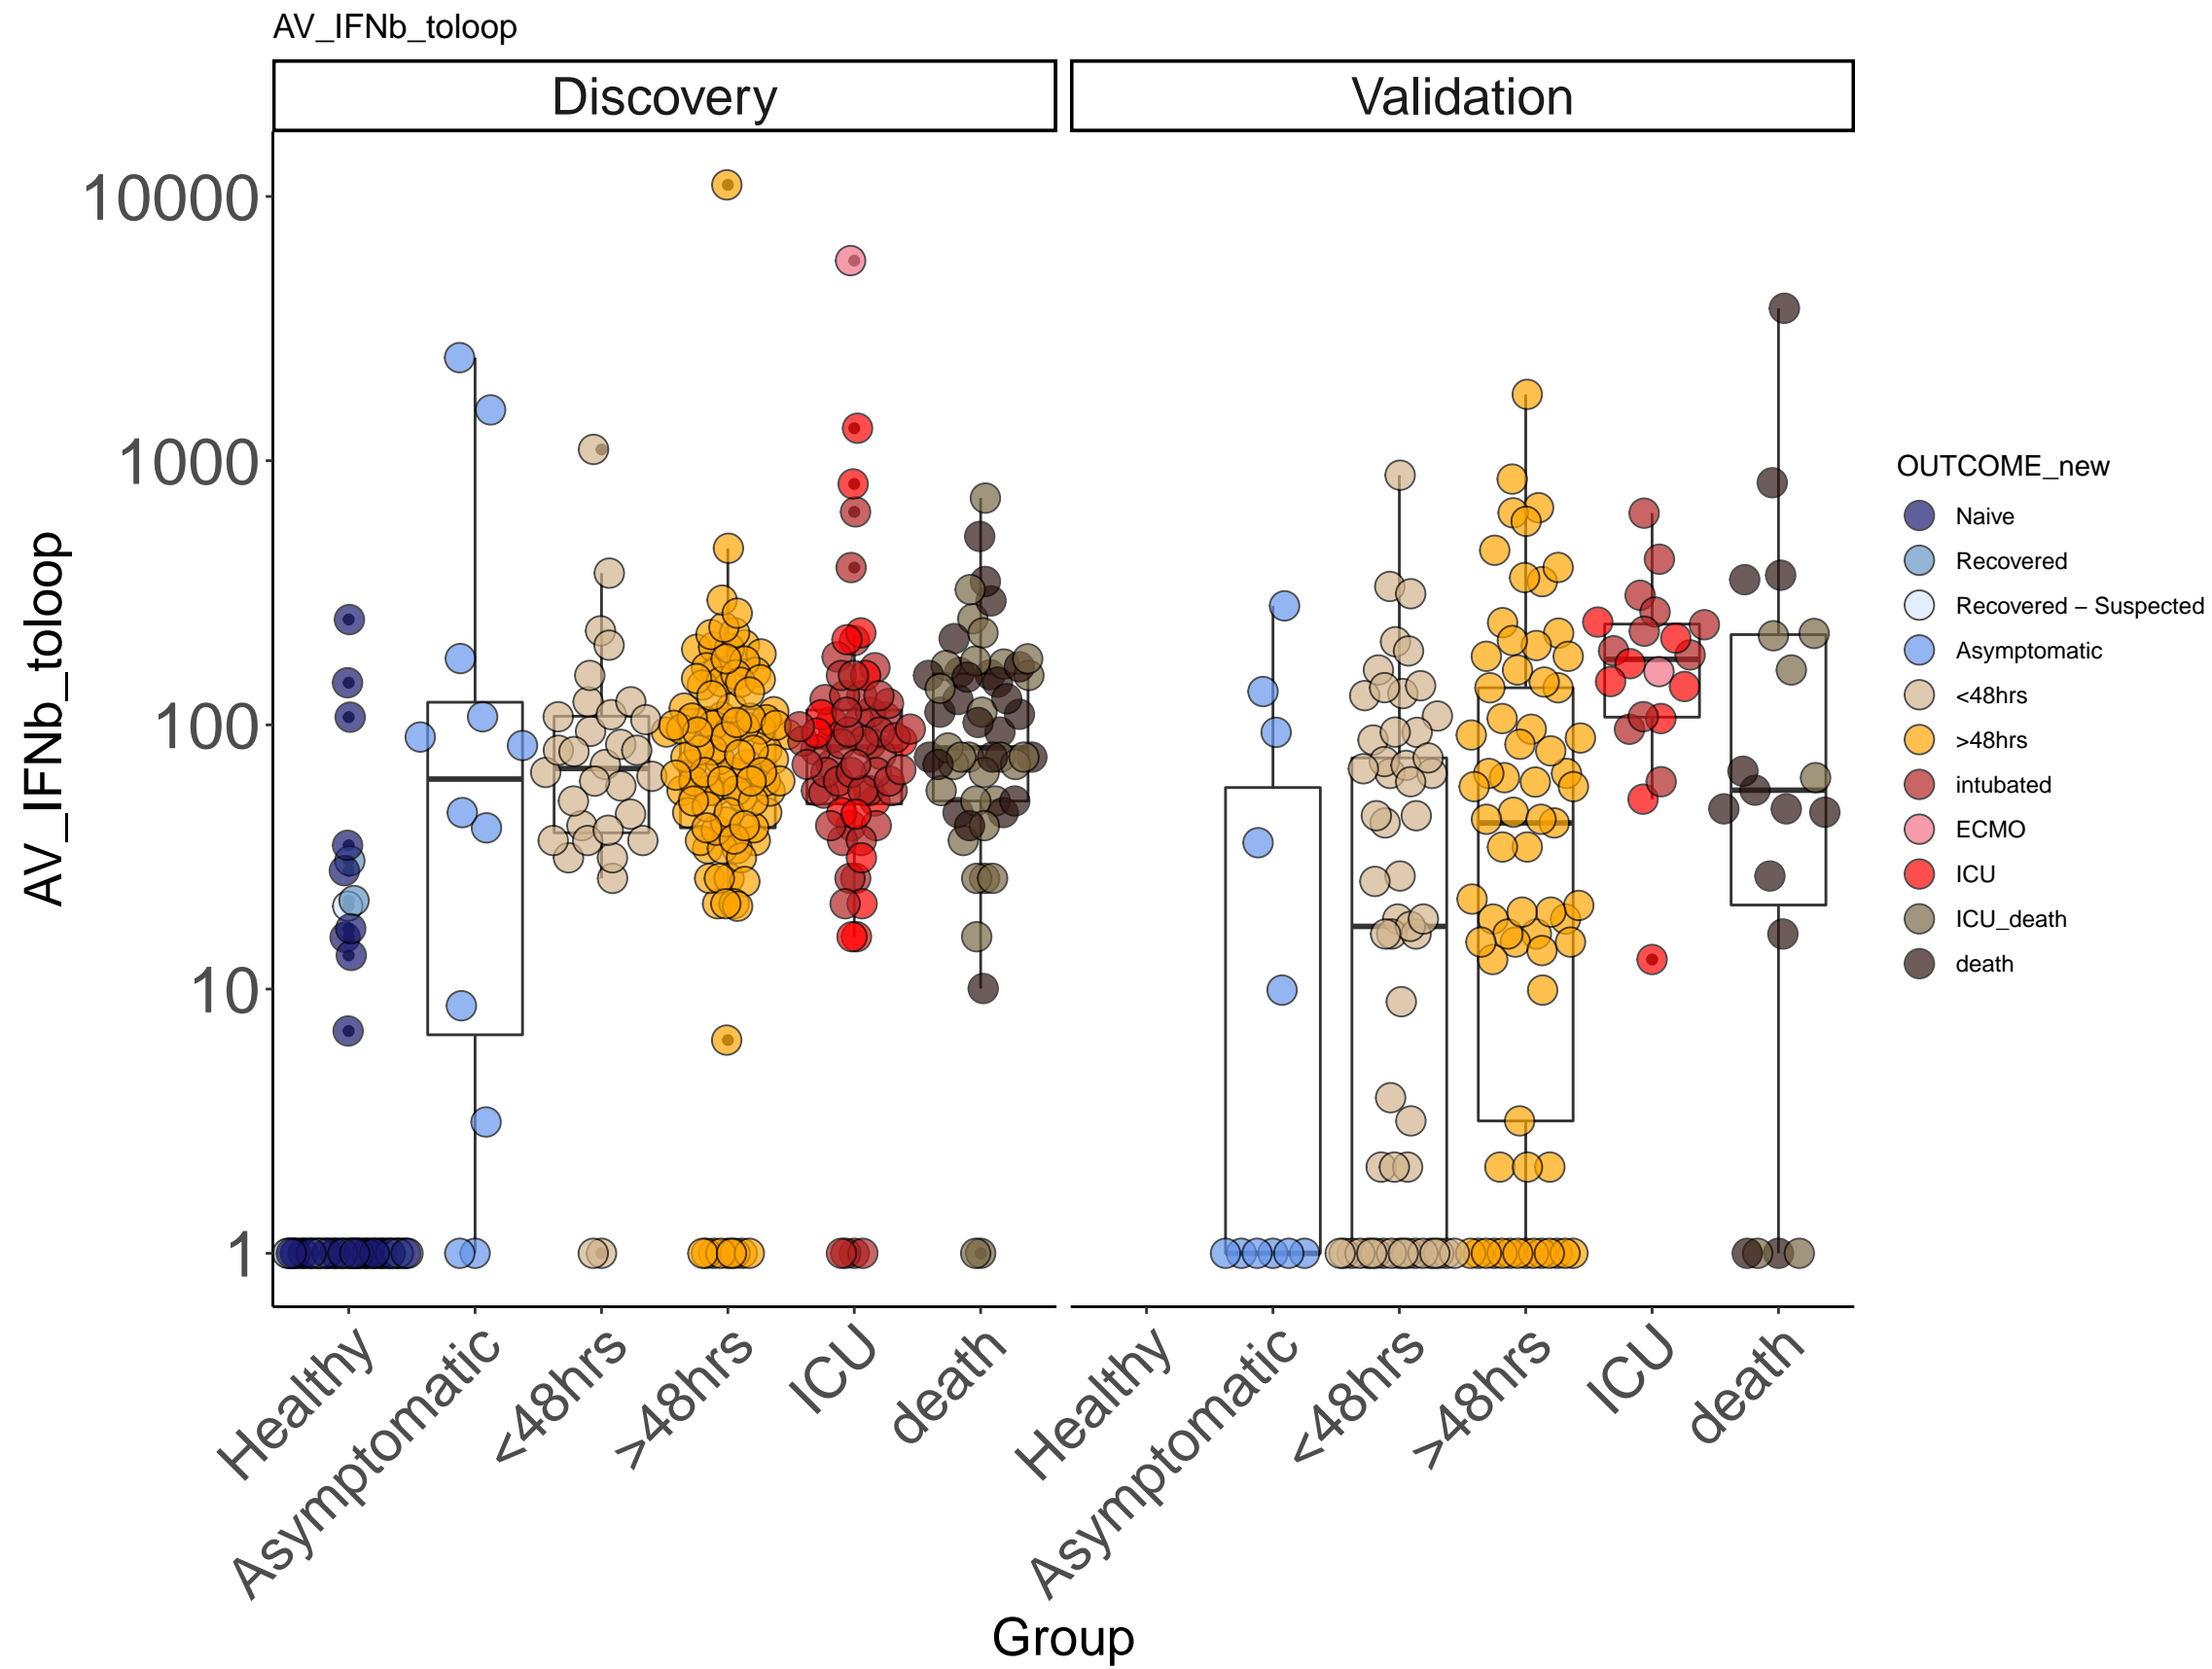 AV_IFNb_toloop
Discovery
Validation
AV_IFNb_toloop
10000
1000
100
10
1
Healthy
Asymptomatic
<48hrs
>48hrs
ICU
death
Healthy
Asymptomatic
<48hrs
>48hrs
ICU
death
Group
OUTCOME_new
Naive
Recovered
Recovered − Suspected
Asymptomatic
<48hrs
>48hrs
intubated
ECMO
ICU
ICU_death
death